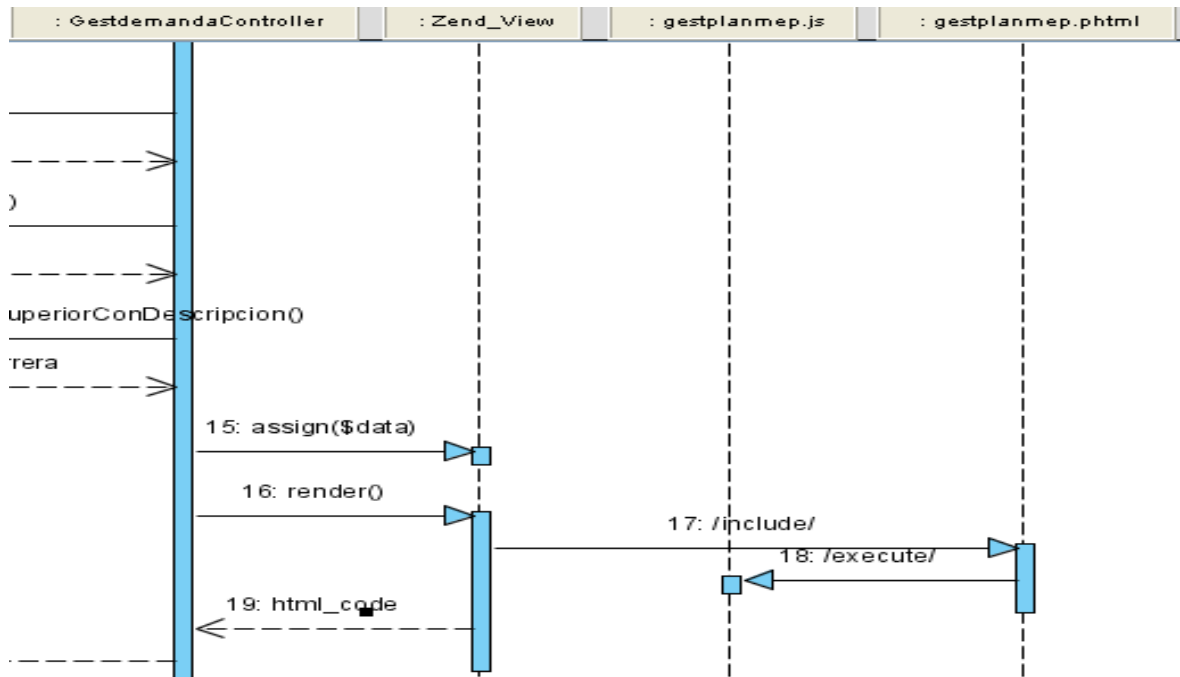 : GestdemandaController
: Zend_View
: gestplanmep.js
: gestplanmep.phtml
)
uperiorConDescripcion()
rrera
15: assign($data)
16: render()
17: /include/
18: /execute/
19: html_code